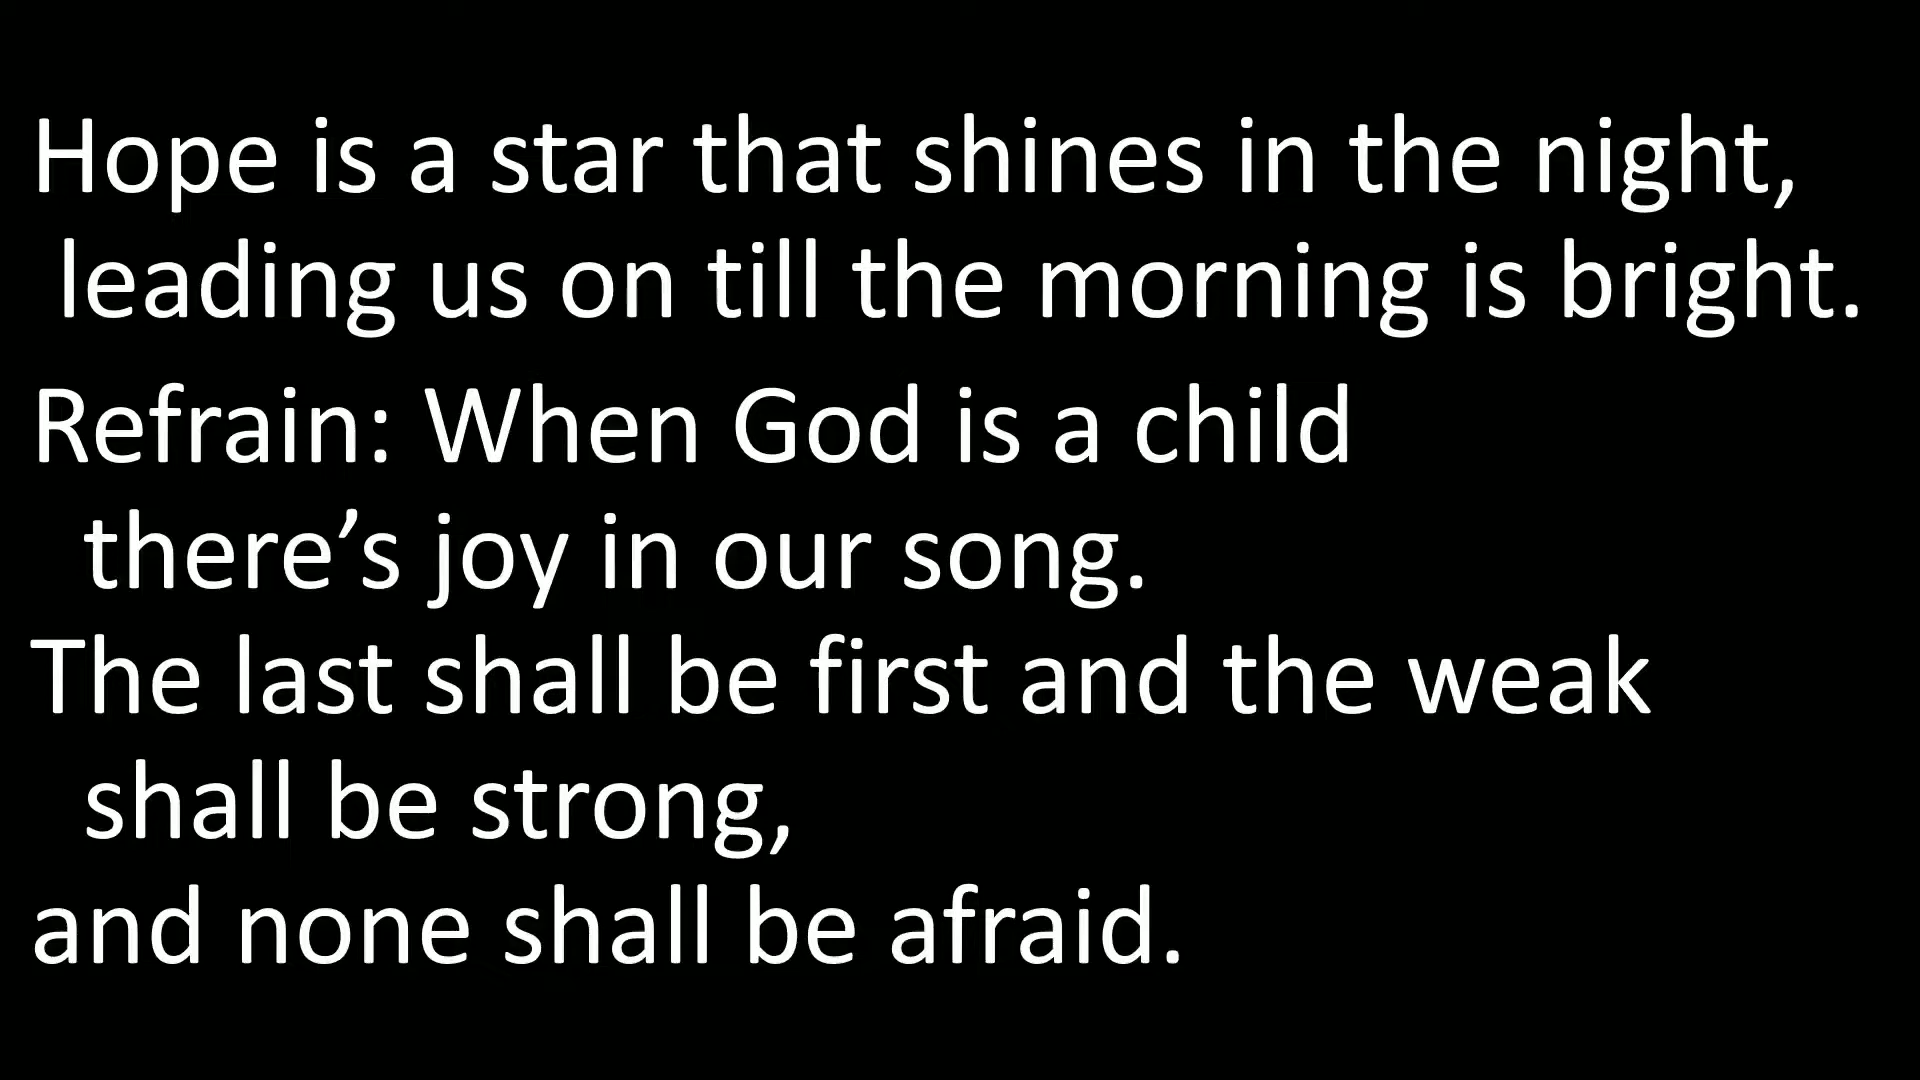 Hope is a star that shines in the night,
leading us on till the morning is bright.
Refrain: When God is a child
there’s joy in our song.
The last shall be first and the weak
shall be strong,
and none shall be afraid.